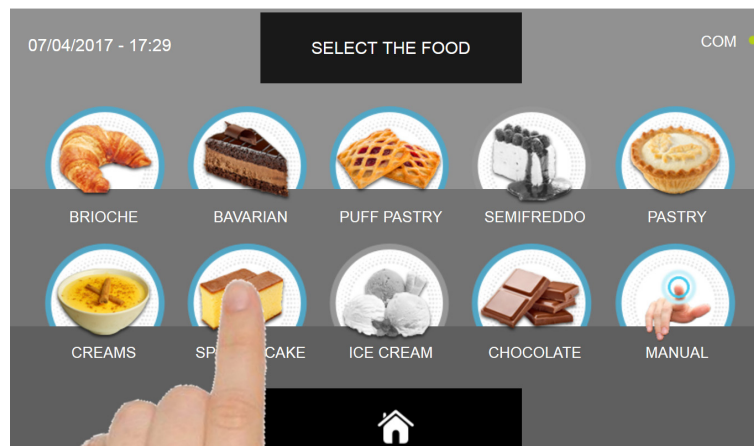 07/04/2017 - 17:29
SELECT THE FOOD
COM
BRIOCHE
BAVARIAN
PUFF PASTRY
SEMIFREDDO
PASTRY
CREAMS
CAKE
ICE CREAM
CHOCOLATE
MANUAL